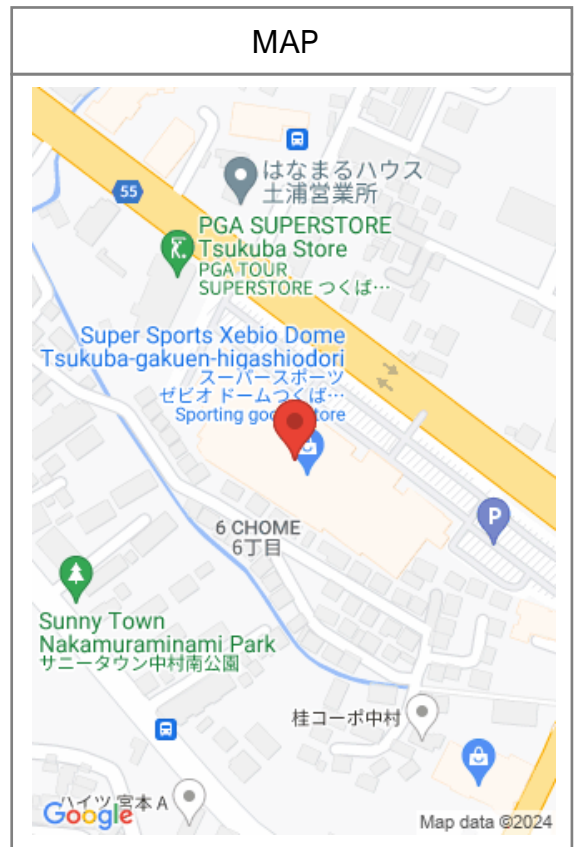 MAP
はなまるハウス
土浦営業所
55
PGA SUPERSTORE
Tsukuba Store
PGA TOUR
SUPERSTORE つくば…
Super Sports Xebio Dome
Tsukuba-gakuen-higashiodori
スーパースポーツ
ゼビオ ドームつくば…
Sporting goods store
P
6 CHOME
6丁目
Sunny Town
Nakamuraminami Park
サニータウン中村南公園
桂コーポ中村
ハイツ宮本 A
Google
Map data ©2024